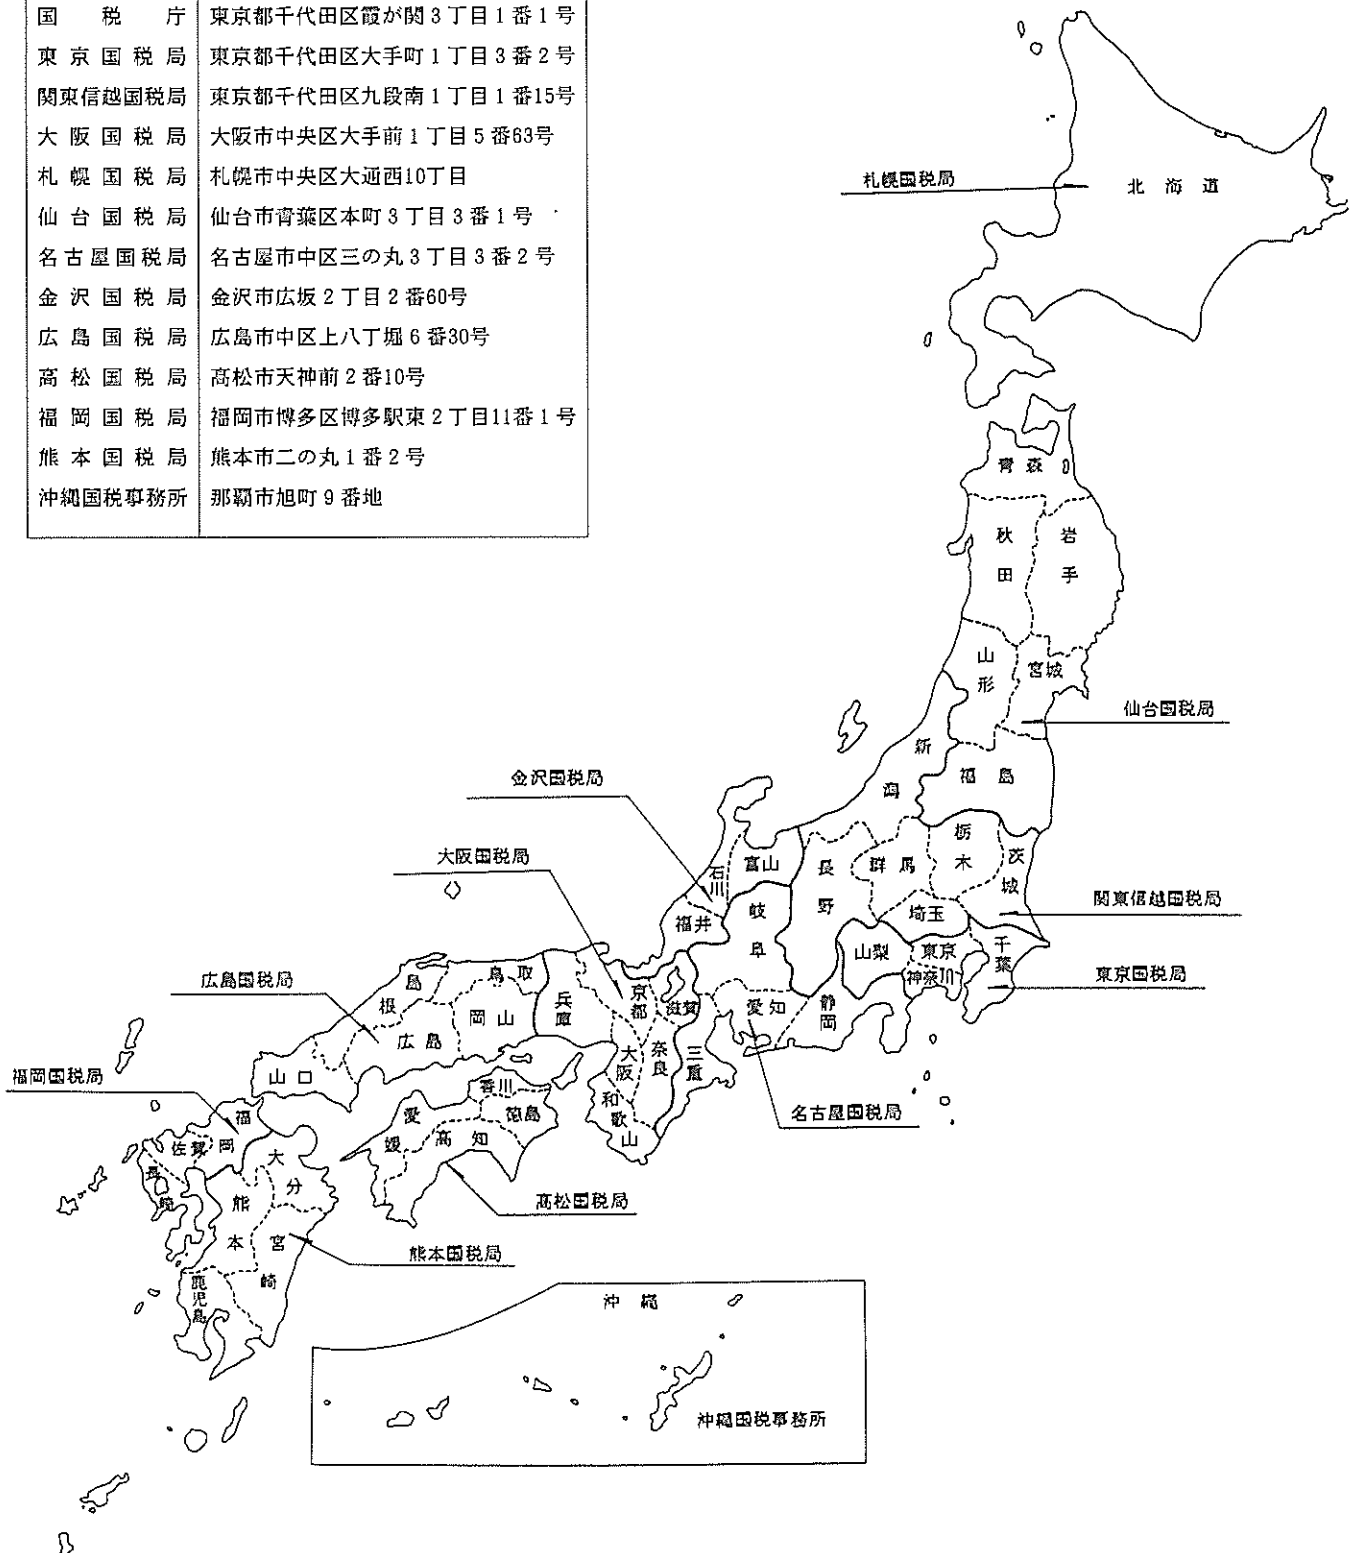 国税庁 東京都千代田区霞が関3丁目1番1号
東京国税局 東京都千代田区大手町1丁目3番2号
関東信越国税局 東京都千代田区九段南1丁目1番15号
大阪国税局 大阪市中央区大手前1丁目5番63号
札幌国税局 札幌市中央区大通西10丁目
仙台国税局 仙台市青葉区本町3丁目3番1号
名古屋国税局 名古屋市中区三の丸3丁目3番2号
金沢国税局 金沢市広坂2丁目2番60号
広島国税局 広島市中区上八丁堀6番30号
高松国税局 高松市天神前2番10号
福岡国税局 福岡市博多区博多駅東2丁目11番1号
熊本国税局 熊本市二の丸1番2号
沖縄国税事務所 那覇市旭町9番地
札幌国税局
北海道
青森
秋田
岩手
山形
宮城
仙台国税局
新潟
福島
金沢国税局
栃木
茨城
大阪国税局
石川
富山
長野
群馬
関東信越国税局
福井
岐阜
埼玉
山梨
東京
千葉
神奈川
東京国税局
広島国税局
島根
鳥取
兵庫
京都
滋賀
愛知
静岡
岡山
広島
大阪
奈良
三重
山口
福岡国税局
香川
和歌山
名古屋国税局
愛媛
徳島
高知
福岡
佐賀
大分
長崎
熊本
高松国税局
宮崎
熊本国税局
鹿児島
沖縄
沖縄国税事務所